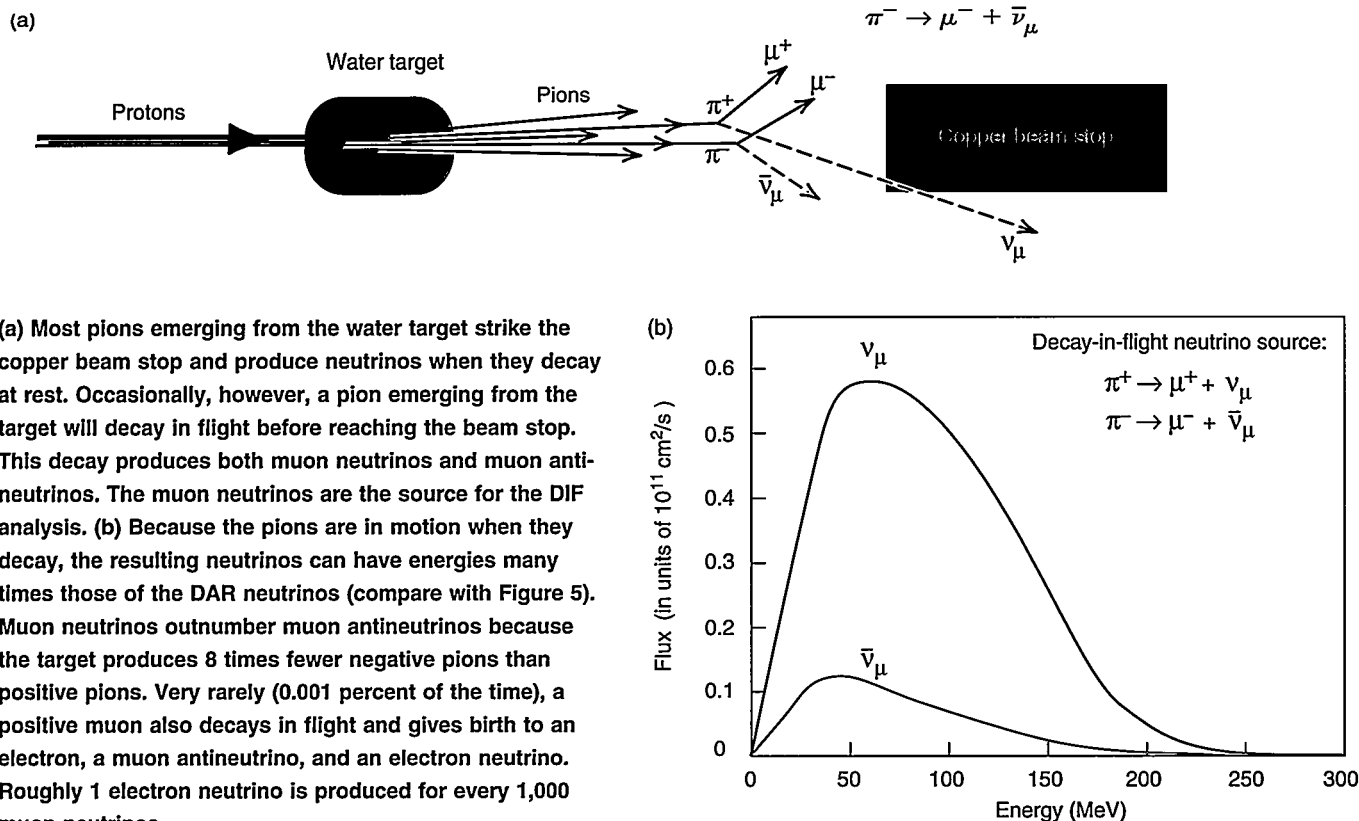 (a)
π⁻ → μ⁻ + ν̄μ
Water target
Protons
Pions
μ⁺
μ⁻
π⁺
π⁻
ν̄μ
νμ
Copper beam stop
(a) Most pions emerging from the water target strike the
copper beam stop and produce neutrinos when they decay
at rest. Occasionally, however, a pion emerging from the
target will decay in flight before reaching the beam stop.
This decay produces both muon neutrinos and muon anti-
neutrinos. The muon neutrinos are the source for the DIF
analysis. (b) Because the pions are in motion when they
decay, the resulting neutrinos can have energies many
times those of the DAR neutrinos (compare with Figure 5).
Muon neutrinos outnumber muon antineutrinos because
the target produces 8 times fewer negative pions than
positive pions. Very rarely (0.001 percent of the time), a
positive muon also decays in flight and gives birth to an
electron, a muon antineutrino, and an electron neutrino.
Roughly 1 electron neutrino is produced for every 1,000
(b)
Decay-in-flight neutrino source:
π⁺ → μ⁺ + νμ
π⁻ → μ⁻ + ν̄μ
νμ
ν̄μ
Flux (in units of 10¹¹ cm²/s)
0.6
0.5
0.4
0.2
0.1
0
0 50 100 150 200 250 300
Energy (MeV)